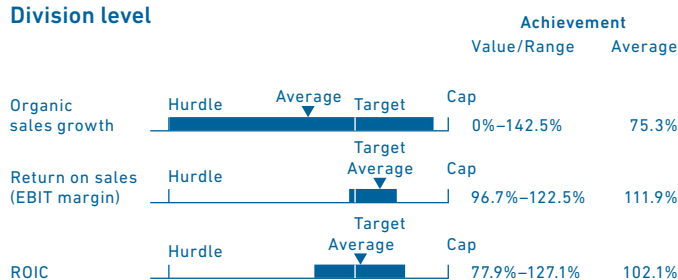 Division level
Achievement
Value/Range Average
Hurdle Average Target Cap
Organic
sales growth 0%–142.5% 75.3%
Target
Return on sales Hurdle Average Cap
(EBIT margin) 96.7%–122.5% 111.9%
Target
Hurdle Average Cap
ROIC 77.9%–127.1% 102.1%